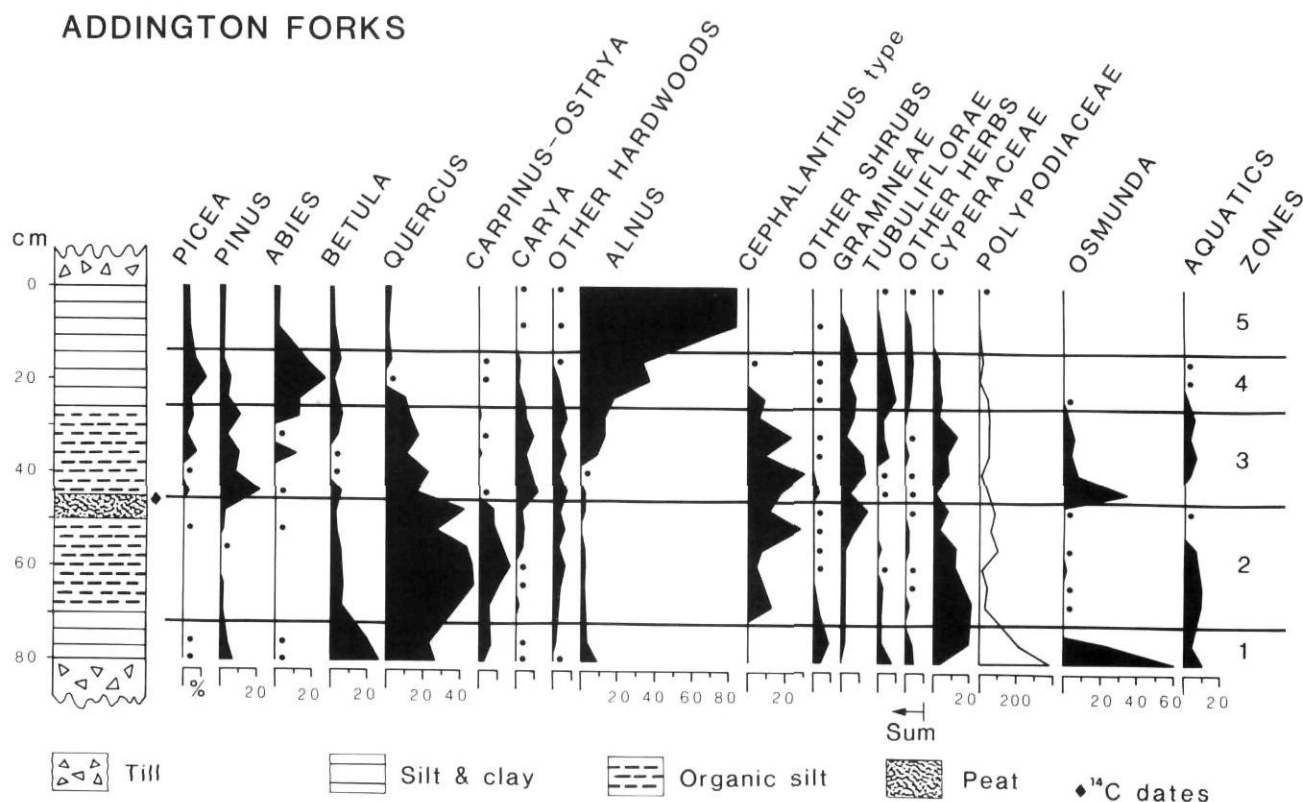 ADDINGTON FORKS
cm
PICEA
PINUS
ABIES
BETULA
QUERCUS
CARPINUS-OSTRYA
CARYA
OTHER HARDWOODS
ALNUS
CEPHALANTHUS type
OTHER SHRUBS
GRAMINEAE
TUBULIFLORAE
OTHER HERBS
CYPERACEAE
POLYPODIACEAE
OSMUNDA
AQUATICS
ZONES
0
20
40
60
80
5
4
3
2
1
%
20
20
20
20 40
20 40 60 80
20
20
200
20 40 60
20
Sum
Till
Silt & clay
Organic silt
Peat
♦ ¹⁴C dates